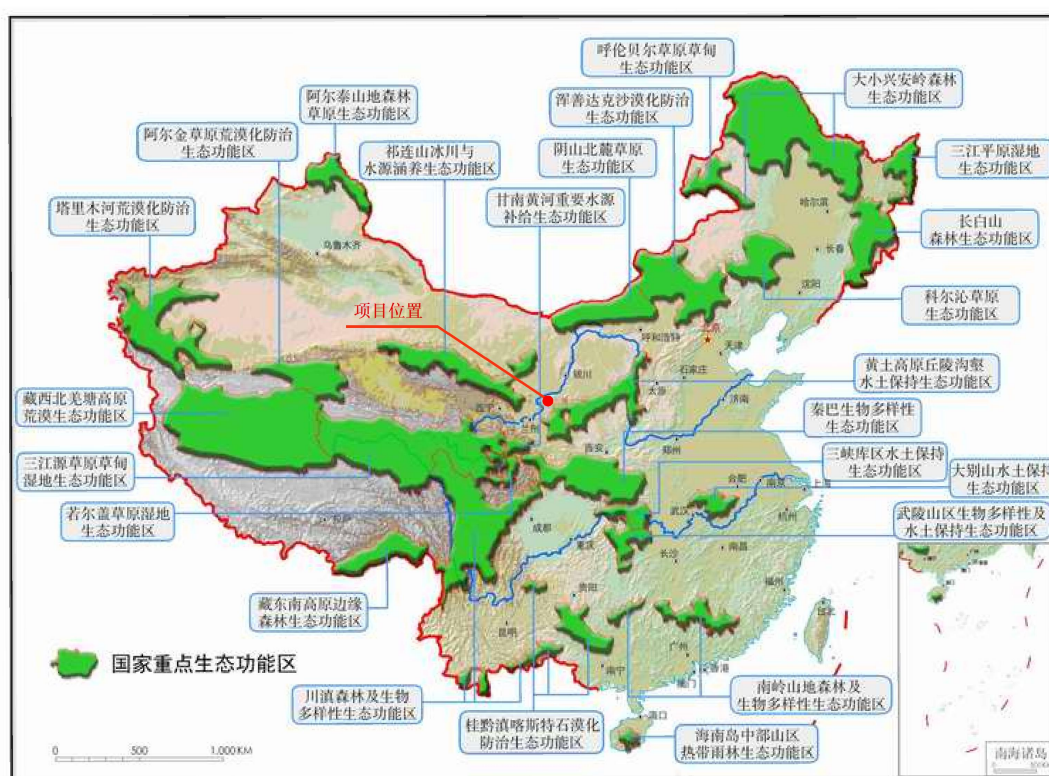 呼伦贝尔草原草甸
生态功能区
大小兴安岭森林
生态功能区
阿尔泰山地森林
草原生态功能区
浑善达克沙漠化防治
生态功能区
阿尔金草原荒漠化防治
生态功能区
祁连山冰川与
水源涵养生态功能区
阴山北麓草原
生态功能区
三江平原湿地
生态功能区
塔里木河荒漠化防治
生态功能区
甘南黄河重要水源
补给生态功能区
长白山
森林生态功能区
哈尔滨
乌鲁木齐
长春
沈阳
科尔沁草原
生态功能区
项目位置
呼和浩特
北京
天津
银川
石家庄
太原
黄土高原丘陵沟壑
水土保持生态功能区
藏西北羌塘高原
荒漠生态功能区
西宁
兰州
济南
秦巴生物多样性
生态功能区
西安
郑州
三江源草原草甸
湿地生态功能区
三峡库区水土保持
生态功能区
大别山水土保持
生态功能区
合肥
南京
上海
若尔盖草原湿地
生态功能区
拉萨
成都
武汉
杭州
武陵山区生物多样性及
水土保持生态功能区
重庆
长沙
南昌
贵阳
福州
藏东南高原边缘
森林生态功能区
昆明
台北
广州
香港
澳门
南宁
国家重点生态功能区
川滇森林及生物
多样性生态功能区
桂黔滇喀斯特石漠化
防治生态功能区
南岭山地森林及
生物多样性生态功能区
海口
海南岛中部山区
热带雨林生态功能区
0 500 1,000 KM
南海诸岛